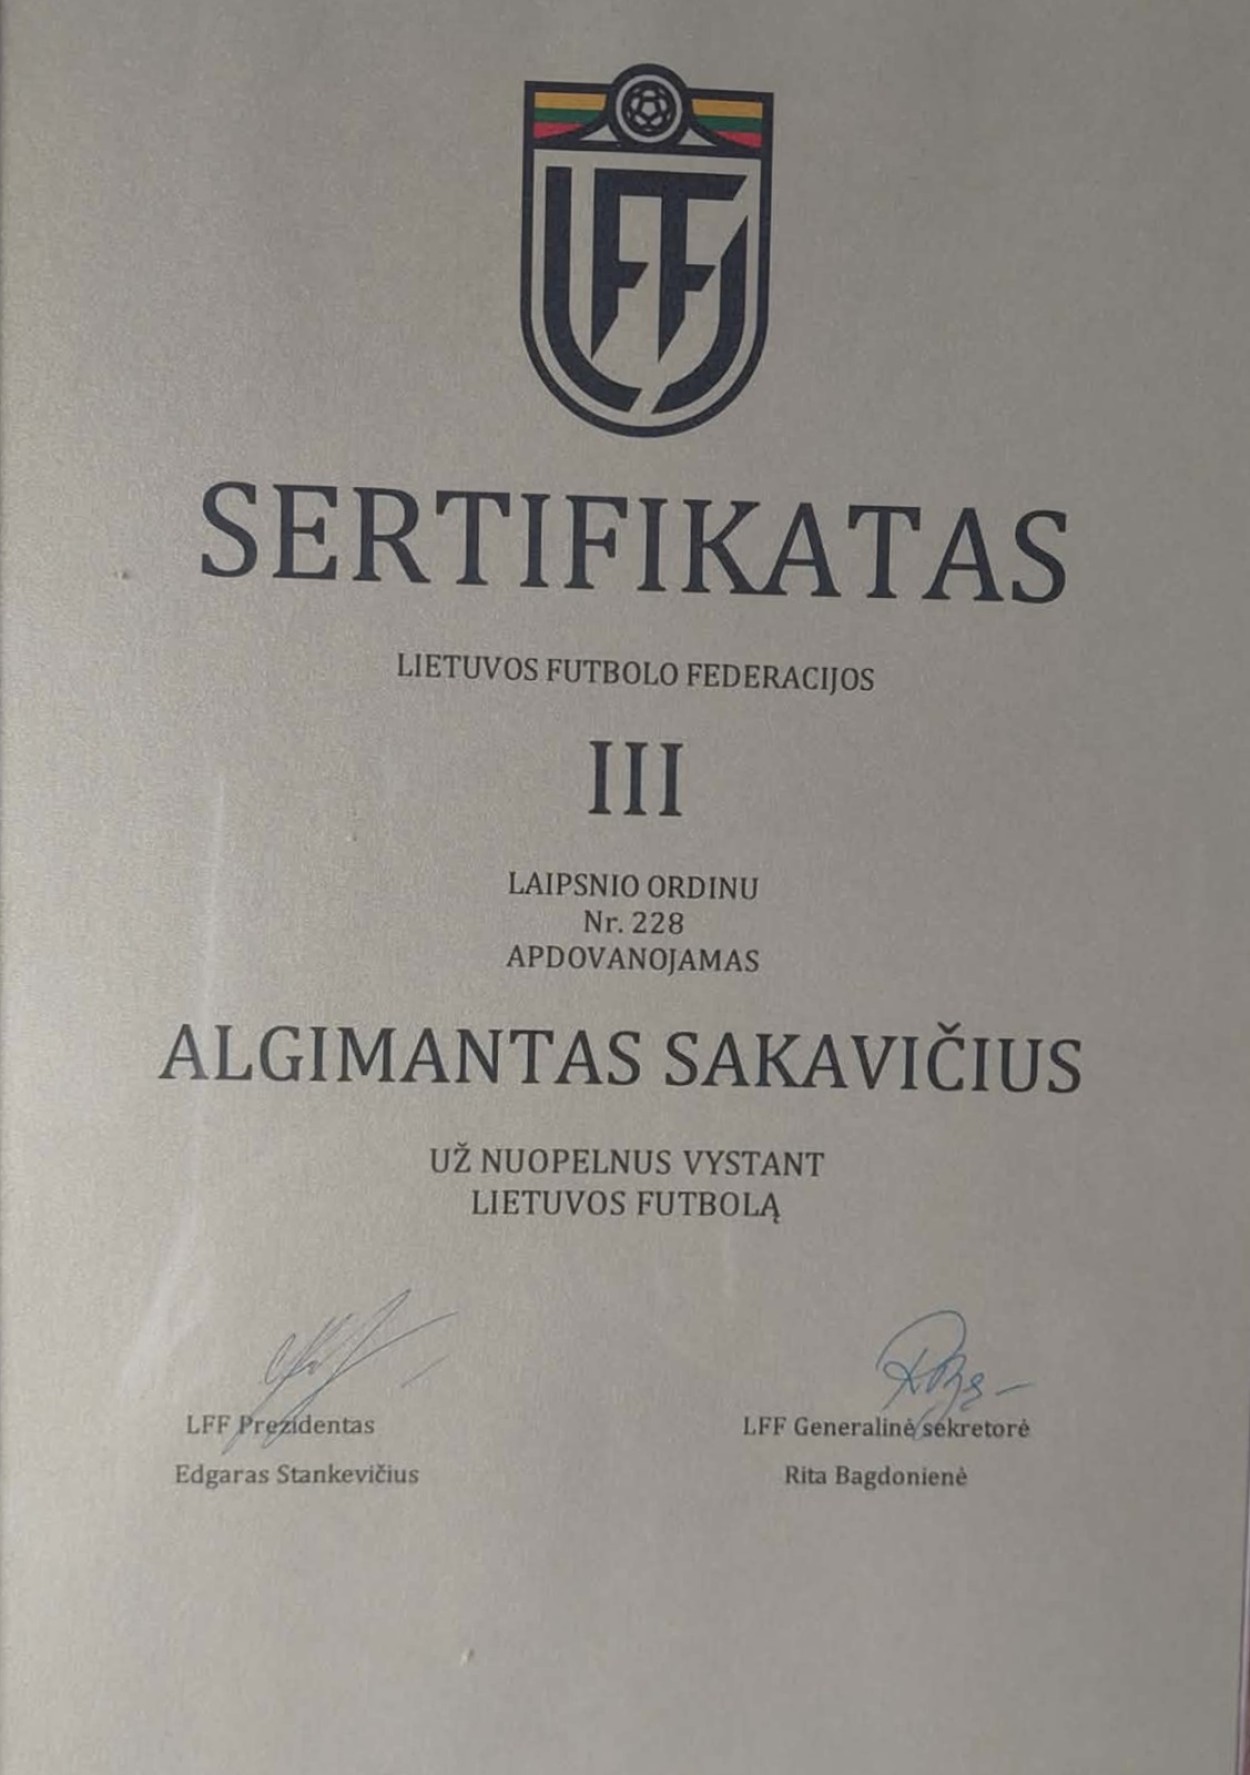 LFF
SERTIFIKATAS
LIETUVOS FUTBOLO FEDERACIJOS
III
LAIPSNIO ORDINU
Nr. 228
APDOVANOJAMAS
ALGIMANTAS SAKAVIČIUS
UŽ NUOPELNUS VYSTANT
LIETUVOS FUTBOLĄ
LFF Prezidentas
Edgaras Stankevičius
LFF Generalinė sekretorė
Rita Bagdonienė